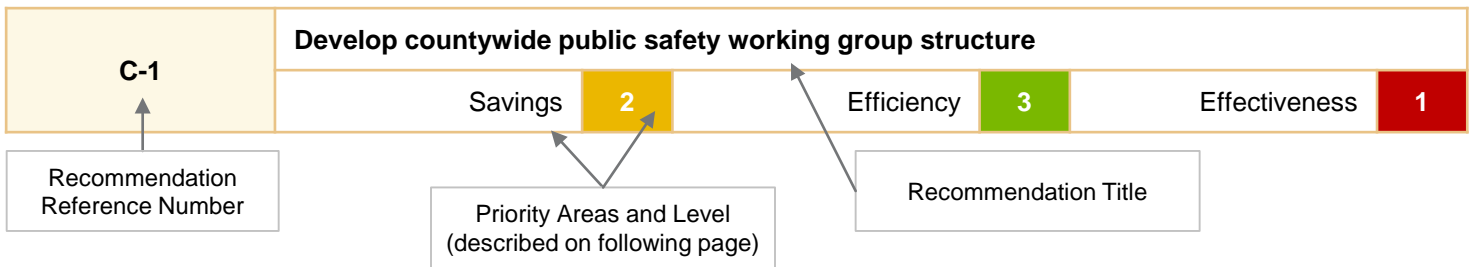 C-1
Develop countywide public safety working group structure
Savings 2 Efficiency 3 Effectiveness 1
Recommendation
Reference Number
Priority Areas and Level
(described on following page)
Recommendation Title